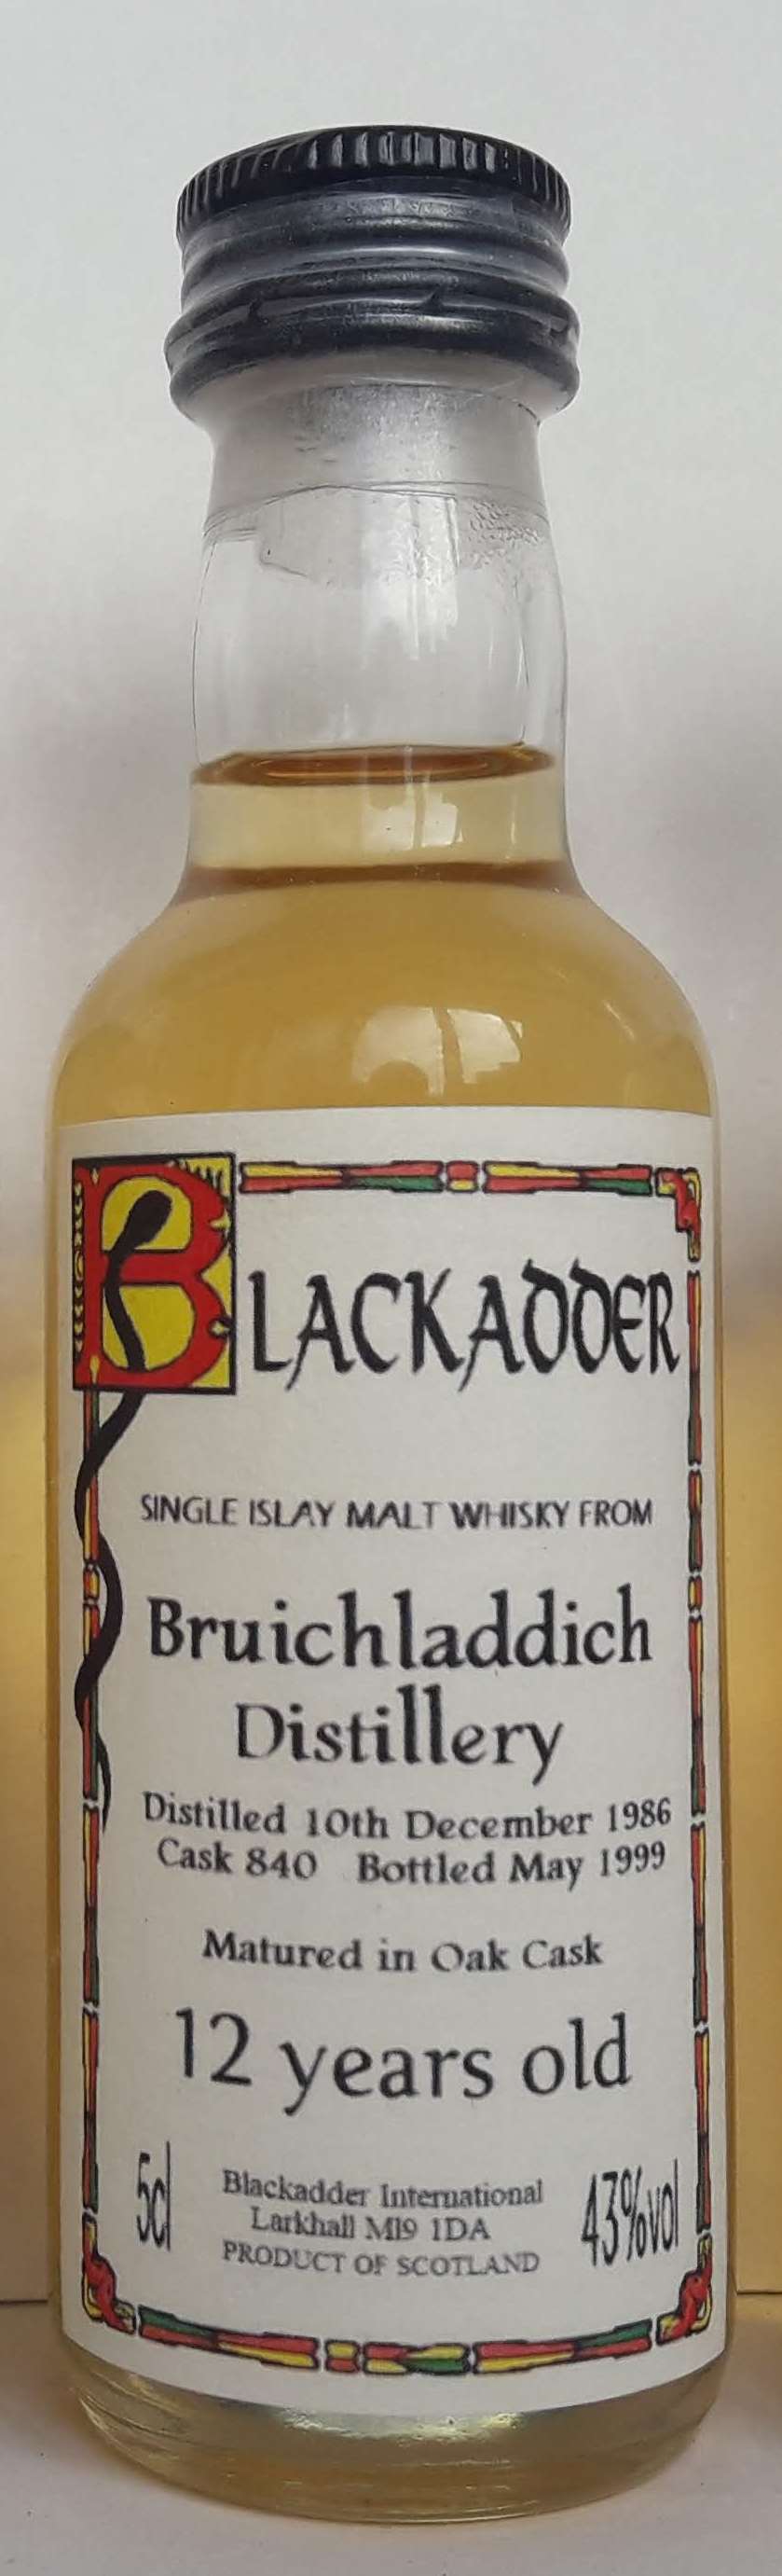 BLACKADDER
SINGLE ISLAY MALT WHISKY FROM
Bruichladdich
Distillery
Distilled 10th December 1986
Cask 840 Bottled May 1999
Matured in Oak Cask
12 years old
5cl
Blackadder International
Larkhall Ml9 1DA
PRODUCT OF SCOTLAND
43%vol